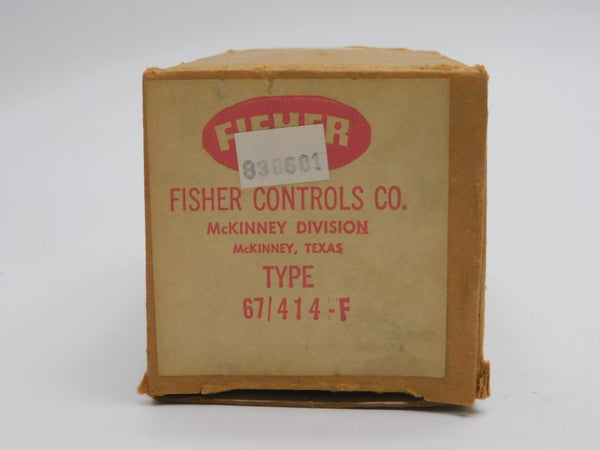 FISHER
838681
FISHER CONTROLS CO.
McKINNEY DIVISION
McKINNEY, TEXAS
TYPE
67/414-F